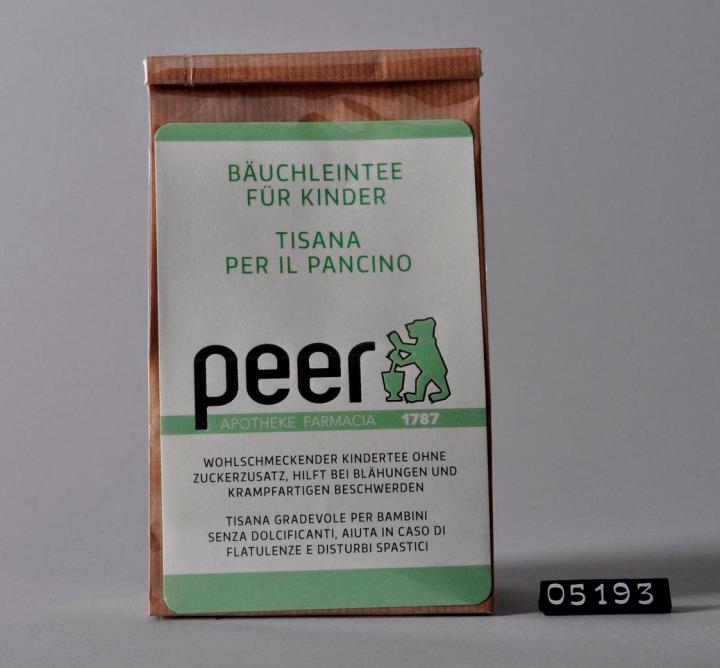 BÄUCHLEINTEE
FÜR KINDER
TISANA
PER IL PANCINO
peer
APOTHEKE FARMACIA 1787
WOHLSCHMECKENDER KINDERTEE OHNE
ZUCKERZUSATZ, HILFT BEI BLÄHUNGEN UND
KRAMPFARTIGEN BESCHWERDEN
TISANA GRADEVOLE PER BAMBINI
SENZA DOLCIFICANTI, AIUTA IN CASO DI
FLATULENZE E DISTURBI SPASTICI
05193